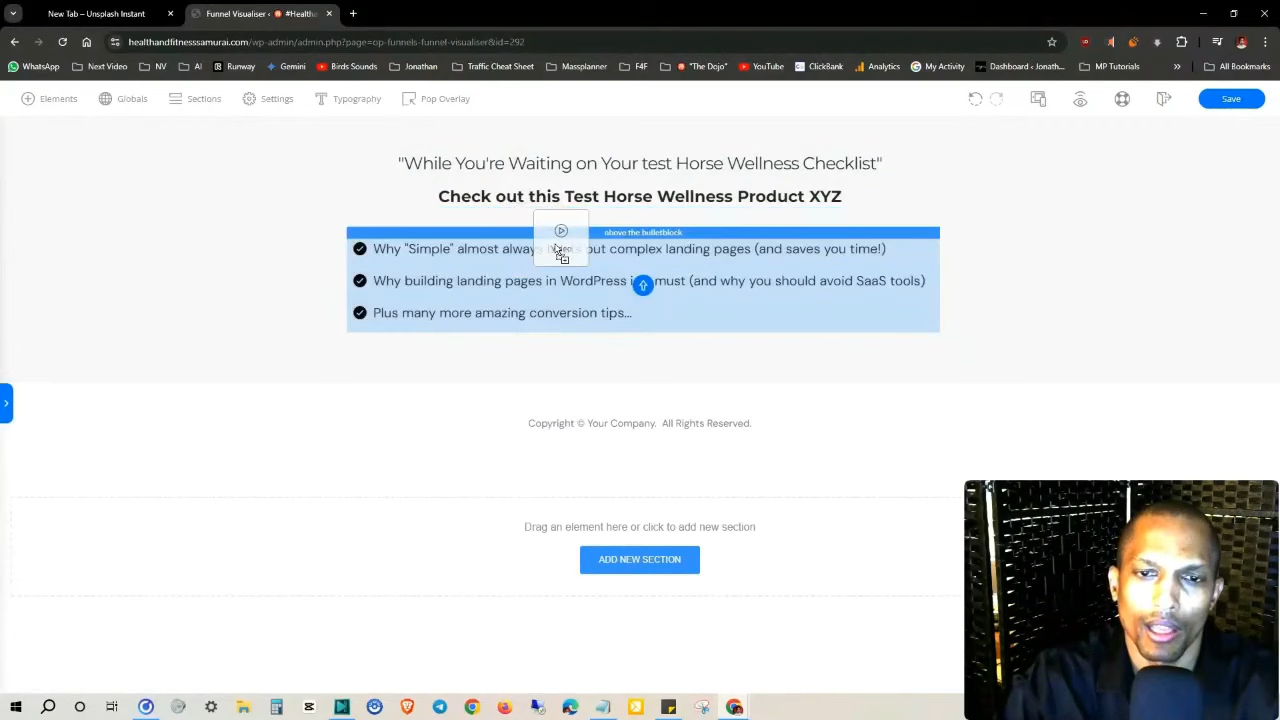 New Tab – Unsplash Instant
Funnel Visualiser ‹ #Healtha
healthandfitnesssamurai.com/wp-admin/admin.php?page=op-funnels-funnel-visualiser&id=292
WhatsApp
Next Video
NV
AI
Runway
Gemini
Birds Sounds
Jonathan
Traffic Cheat Sheet
Massplanner
F4F
"The Dojo"
YouTube
ClickBank
Analytics
My Activity
Dashboard ‹ Jonath...
MP Tutorials
All Bookmarks
Elements
Globals
Sections
Settings
Typography
Pop Overlay
Save
"While You're Waiting on Your test Horse Wellness Checklist"
Check out this Test Horse Wellness Product XYZ
above the bulletblock
Why "Simple" almost always out complex landing pages (and saves you time!)
Why building landing pages in WordPress must (and why you should avoid SaaS tools)
Plus many more amazing conversion tips...
Copyright © Your Company. All Rights Reserved.
Drag an element here or click to add new section
ADD NEW SECTION